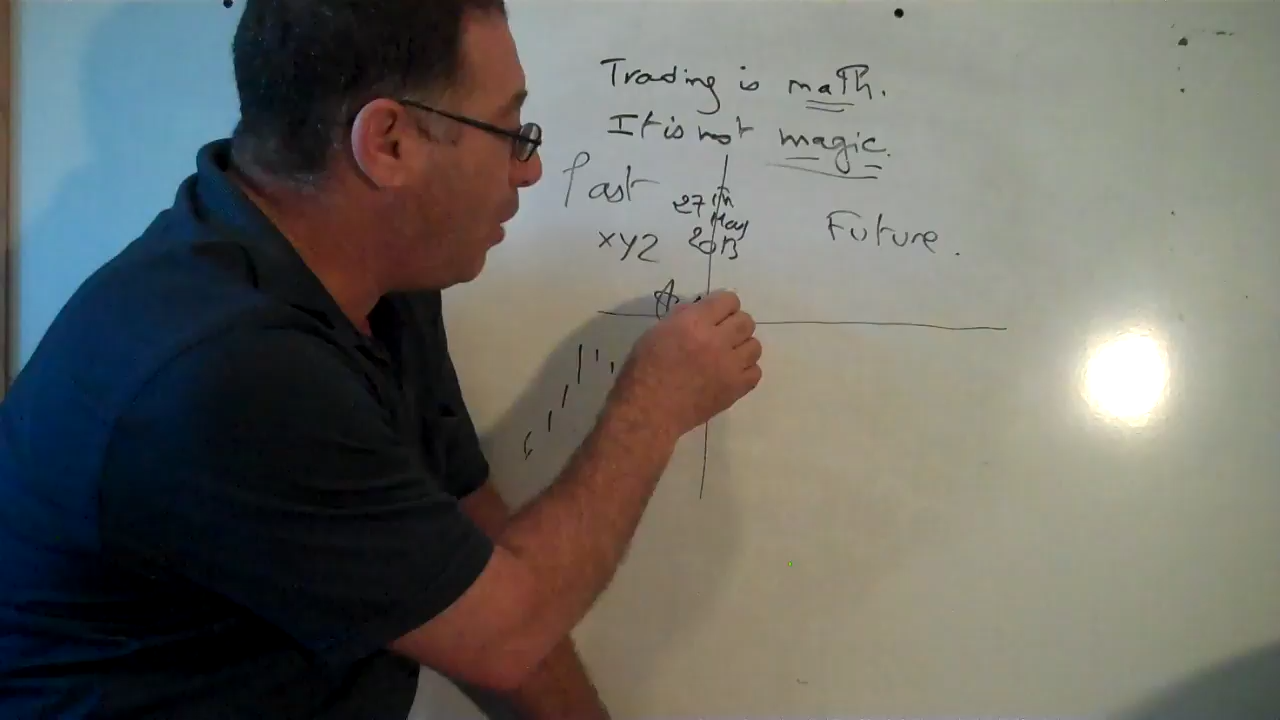 Trading is math.
It is not magic.
Past
27th
May
2013
xyz
Future.